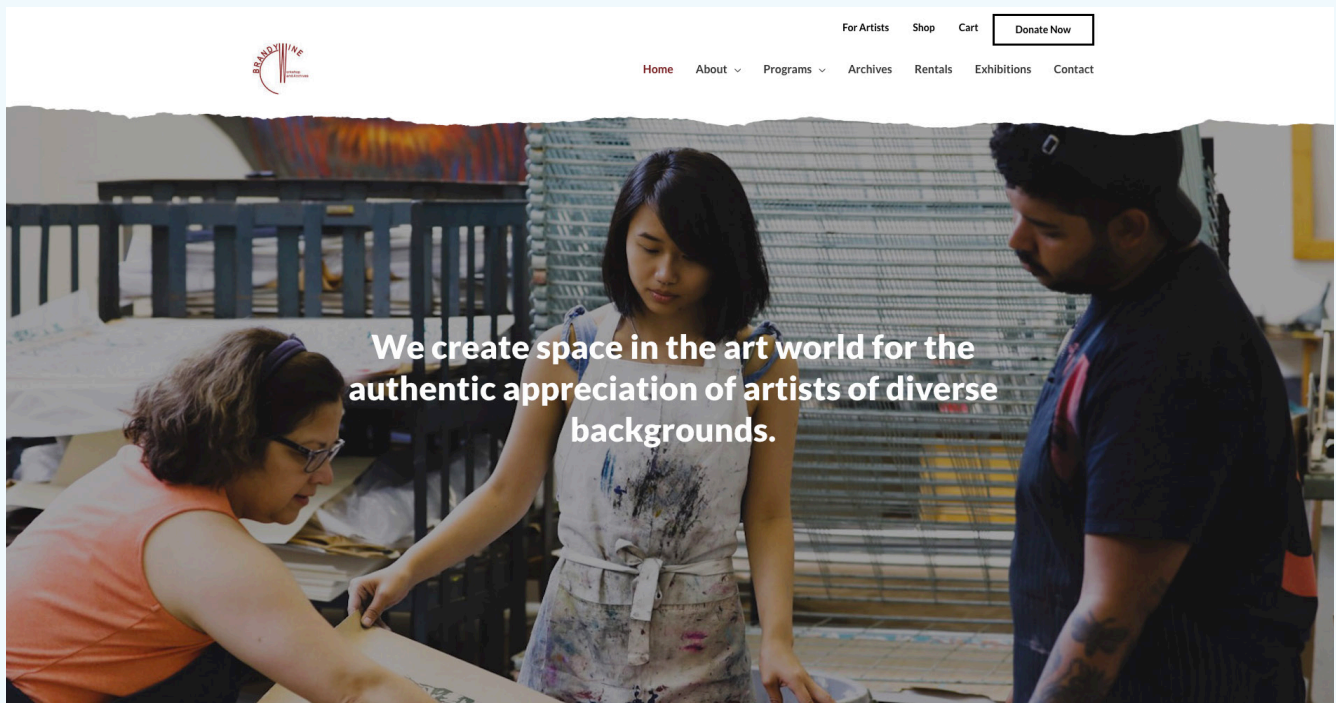 For Artists Shop Cart Donate Now
BRANDYWINE
Home About Programs Archives Rentals Exhibitions Contact
We create space in the art world for the
authentic appreciation of artists of diverse
backgrounds.